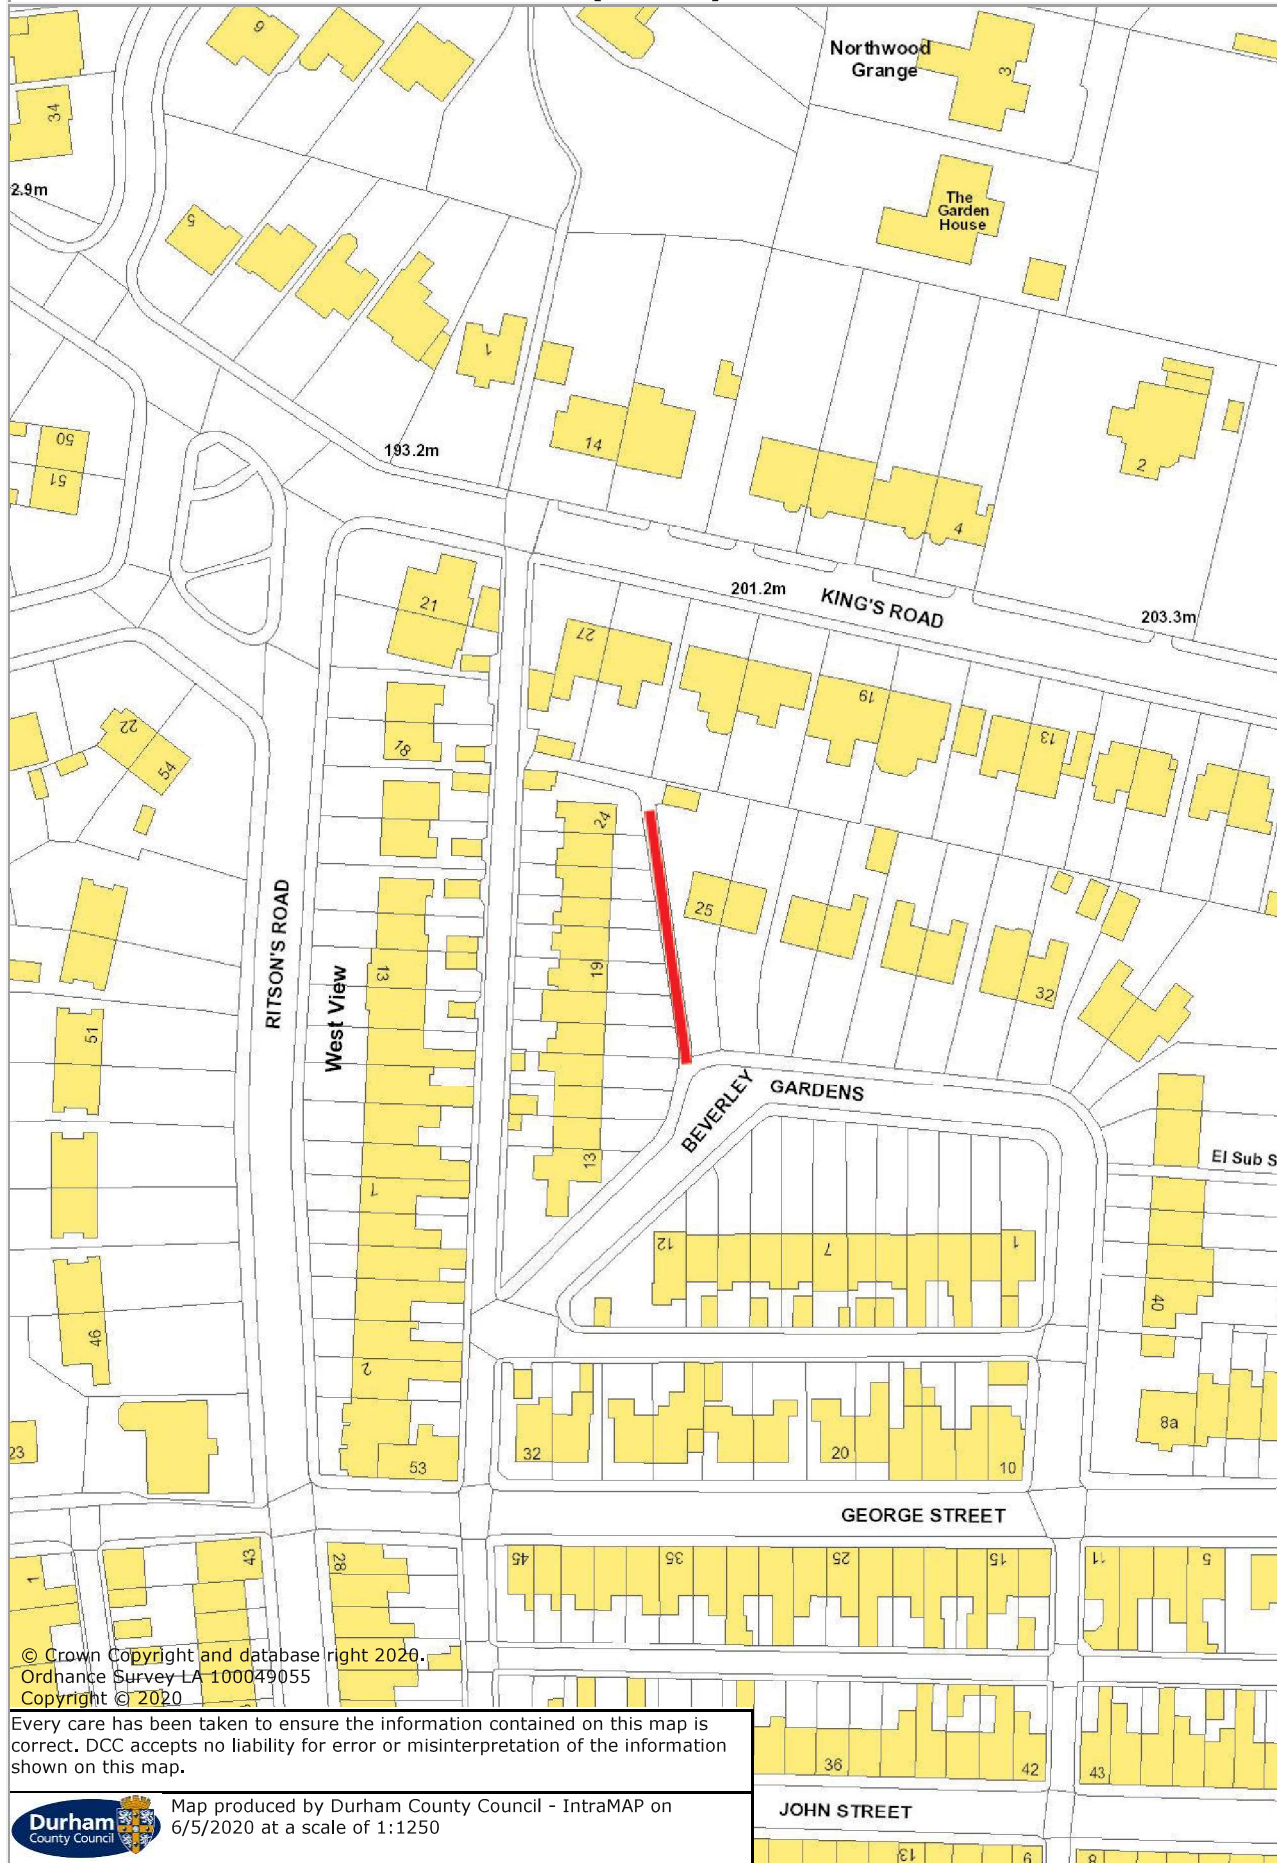 Northwood
Grange
3
6
34
2.9m
The
Garden
House
5
1
193.2m
14
2
4
50
51
201.2m
KING'S ROAD
203.3m
21
27
19
13
18
22
54
24
25
19
32
13
RITSON'S ROAD
West View
51
BEVERLEY
GARDENS
El Sub S
13
1
12
7
1
40
46
2
8a
23
53
32
20
10
GEORGE STREET
1
43
28
45
35
25
15
11
5
© Crown Copyright and database right 2020.
Ordnance Survey LA 100049055
Copyright © 2020
Every care has been taken to ensure the information contained on this map is
correct. DCC accepts no liability for error or misinterpretation of the information
shown on this map.
36
42
43
Durham
County Council
Map produced by Durham County Council - IntraMAP on
6/5/2020 at a scale of 1:1250
JOHN STREET
13
9
8